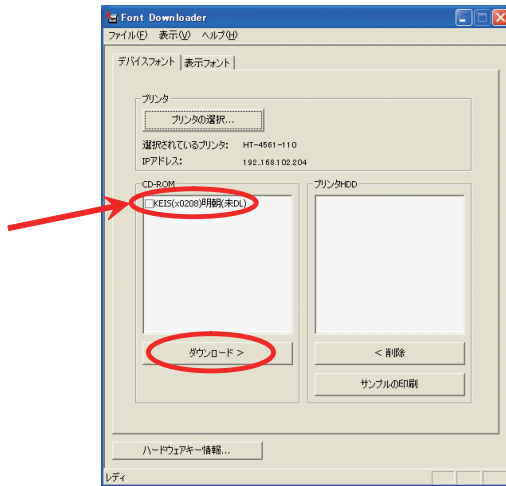 Font Downloader
ファイル(F) 表示(V) ヘルプ(H)
デバイスフォント 表示フォント
プリンタ
プリンタの選択...
選択されているプリンタ: HT-4561-110
IPアドレス: 192.168.102.204
CD-ROM プリンタHDD
KEIS(x0208)明朝(未DL)
ダウンロード > < 削除
サンプルの印刷
ハードウェアキー情報...
レディ